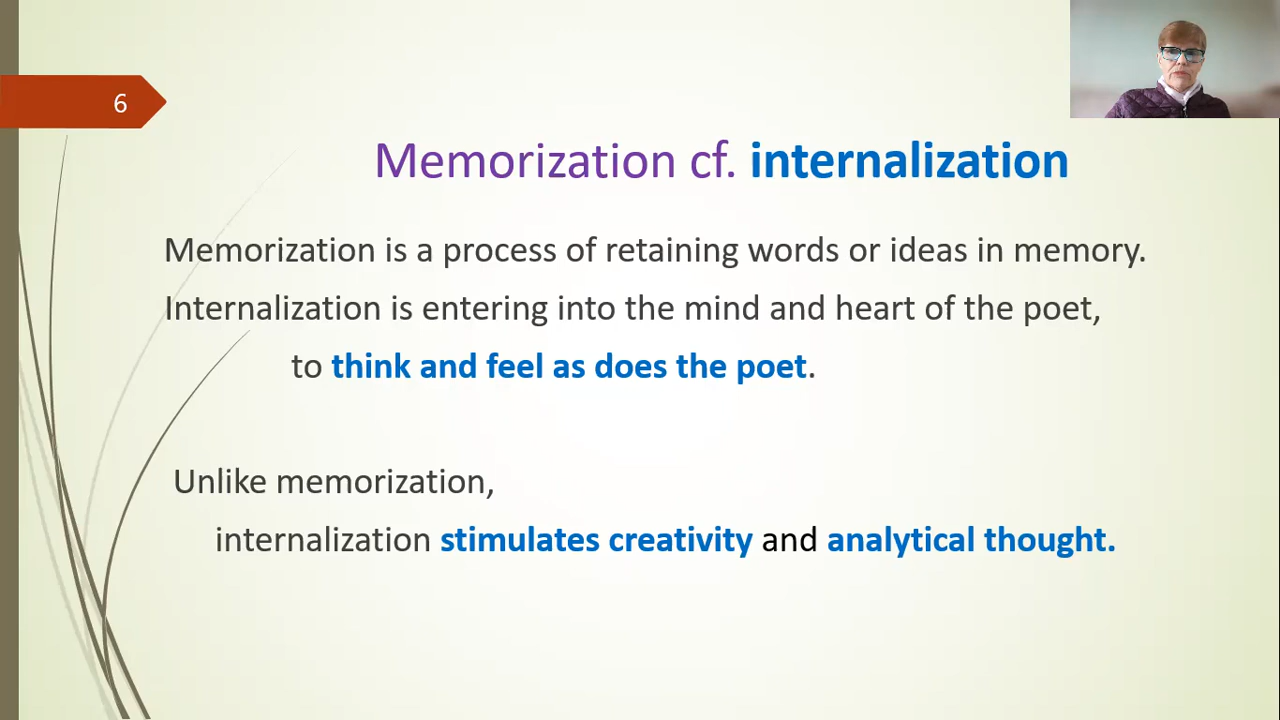 6
Memorization cf. internalization
Memorization is a process of retaining words or ideas in memory.
Internalization is entering into the mind and heart of the poet,
to think and feel as does the poet.
Unlike memorization,
internalization stimulates creativity and analytical thought.